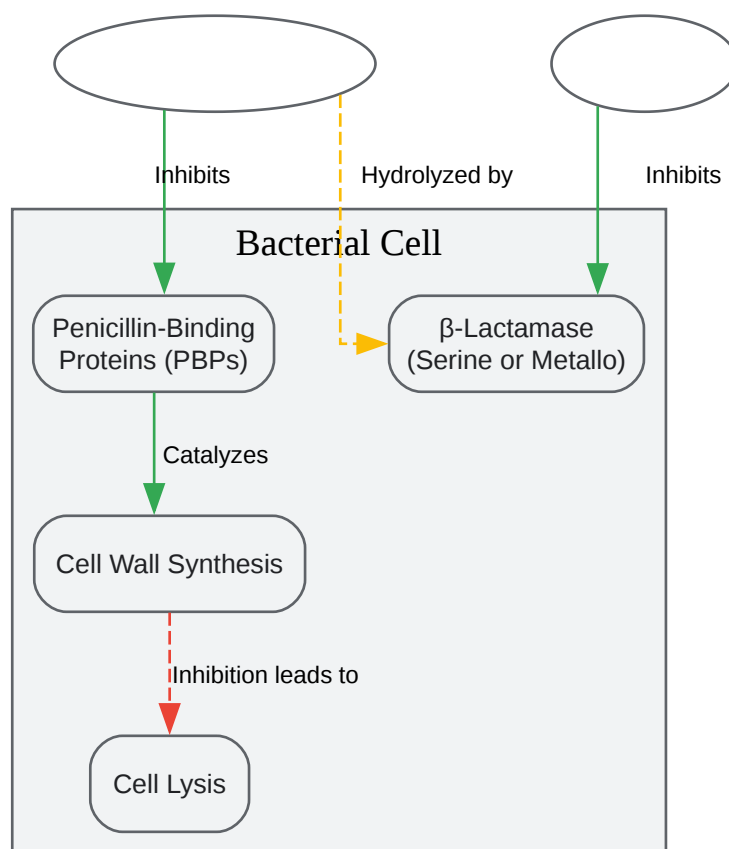 Inhibits
Hydrolyzed by
Inhibits
Bacterial Cell
Penicillin-Binding
Proteins (PBPs)
β-Lactamase
(Serine or Metallo)
Catalyzes
Cell Wall Synthesis
Inhibition leads to
Cell Lysis